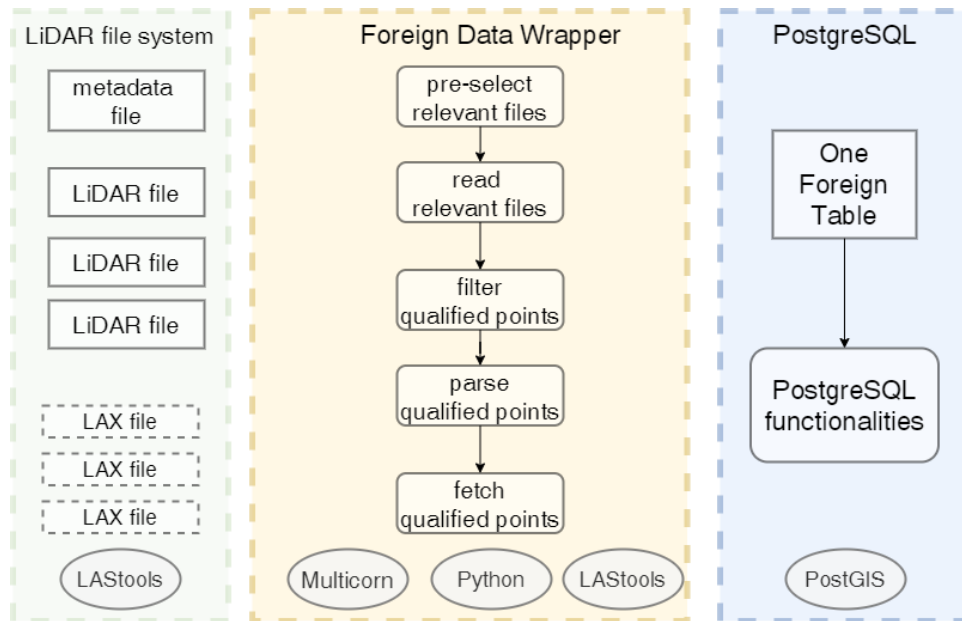 LiDAR file system
metadata
file
LiDAR file
LiDAR file
LiDAR file
LAX file
LAX file
LAX file
LAStools
Foreign Data Wrapper
pre-select
relevant files
read
relevant files
filter
qualified points
parse
qualified points
fetch
qualified points
Multicorn
Python
LAStools
PostgreSQL
One
Foreign
Table
PostgreSQL
functionalities
PostGIS